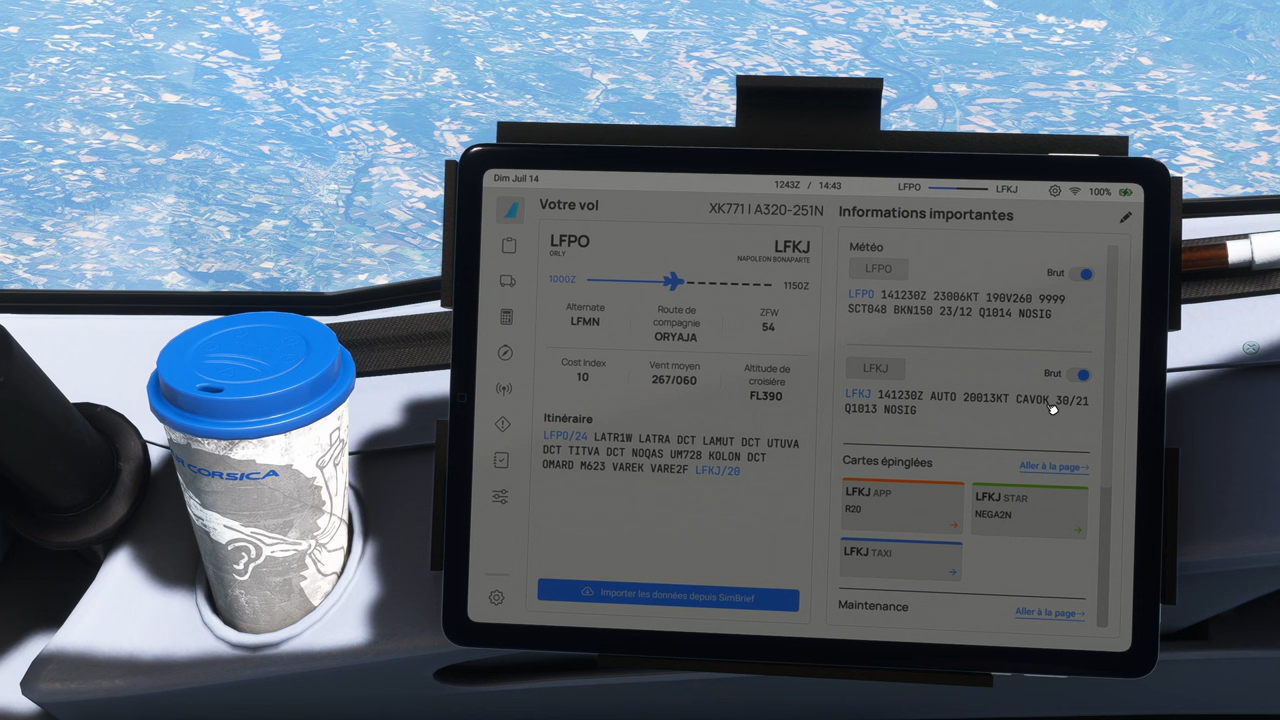 Dim Juil 14
1243Z / 14:43
LFPO LFKJ
100%
Votre vol
XK771 | A320-251N
LFPO
ORLY
LFKJ
NAPOLEON BONAPARTE
1000Z
1150Z
Alternate
LFMN
Route de
compagnie
ORYAJA
ZFW
54
Cost Index
10
Vent moyen
267/060
Altitude de
croisière
FL390
Itinéraire
LFPO/24 LATR1W LATRA DCT LAMUT DCT UTUVA
DCT TITVA DCT NOQAS UM728 KOLON DCT
OMARD M623 VAREK VARE2F LFKJ/20
Importer les données depuis SimBrief
Informations importantes
Météo
LFPO
Brut
LFPO 141230Z 23006KT 190V260 9999
SCT048 BKN150 23/12 Q1014 NOSIG
LFKJ
Brut
LFKJ 141230Z AUTO 20013KT CAVOK 30/21
Q1013 NOSIG
Cartes épinglées
Aller à la page
LFKJ APP
R20
LFKJ STAR
NEGA2N
LFKJ TAXI
Maintenance
Aller à la page
CORSICA